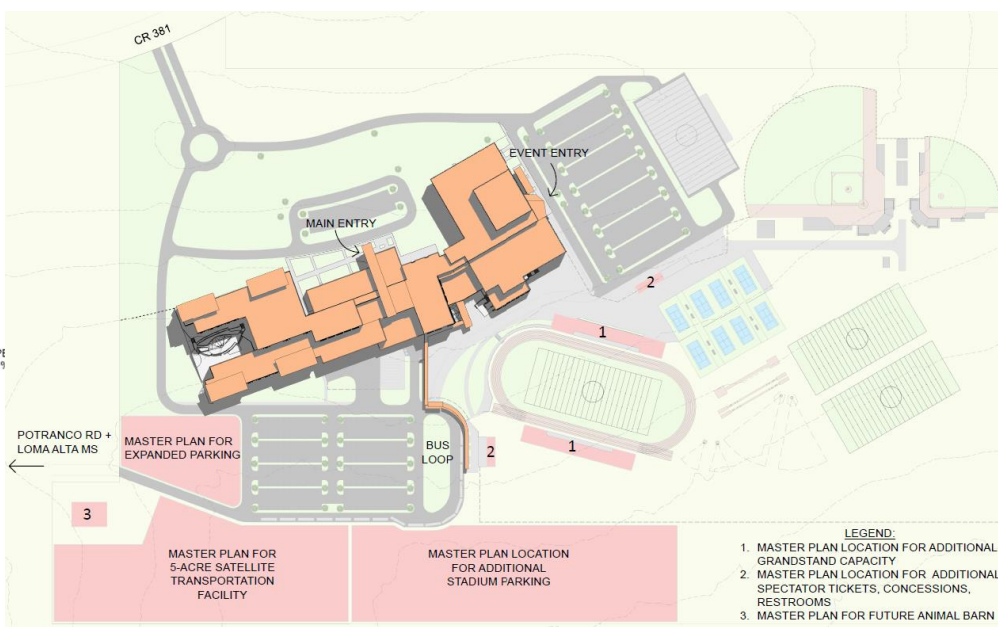 CR 381
EVENT ENTRY
MAIN ENTRY
2
1
POTRANCO RD +
LOMA ALTA MS
MASTER PLAN FOR
EXPANDED PARKING
BUS
LOOP
2
1
3
MASTER PLAN FOR
5-ACRE SATELLITE
TRANSPORTATION
FACILITY
MASTER PLAN LOCATION
FOR ADDITIONAL
STADIUM PARKING
LEGEND:
1. MASTER PLAN LOCATION FOR ADDITIONAL
GRANDSTAND CAPACITY
2. MASTER PLAN LOCATION FOR ADDITIONAL
SPECTATOR TICKETS, CONCESSIONS,
RESTROOMS
3. MASTER PLAN FOR FUTURE ANIMAL BARN